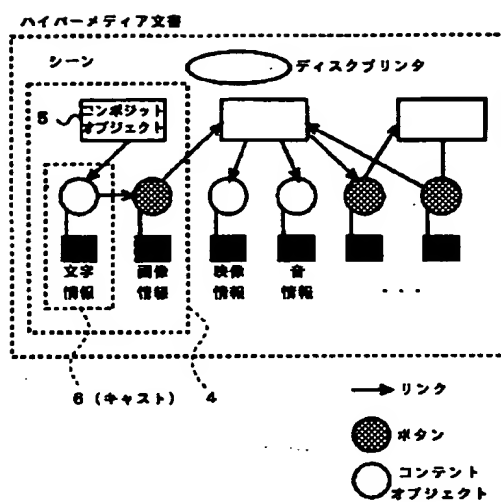 ハイパーメディア文書
シーン
ディスクプリンタ
5
コンポジット
オブジェクト
文字
情報
画像
情報
映像
情報
音
情報
...
6(キャスト)
4
リンク
ボタン
コンテント
オブジェクト